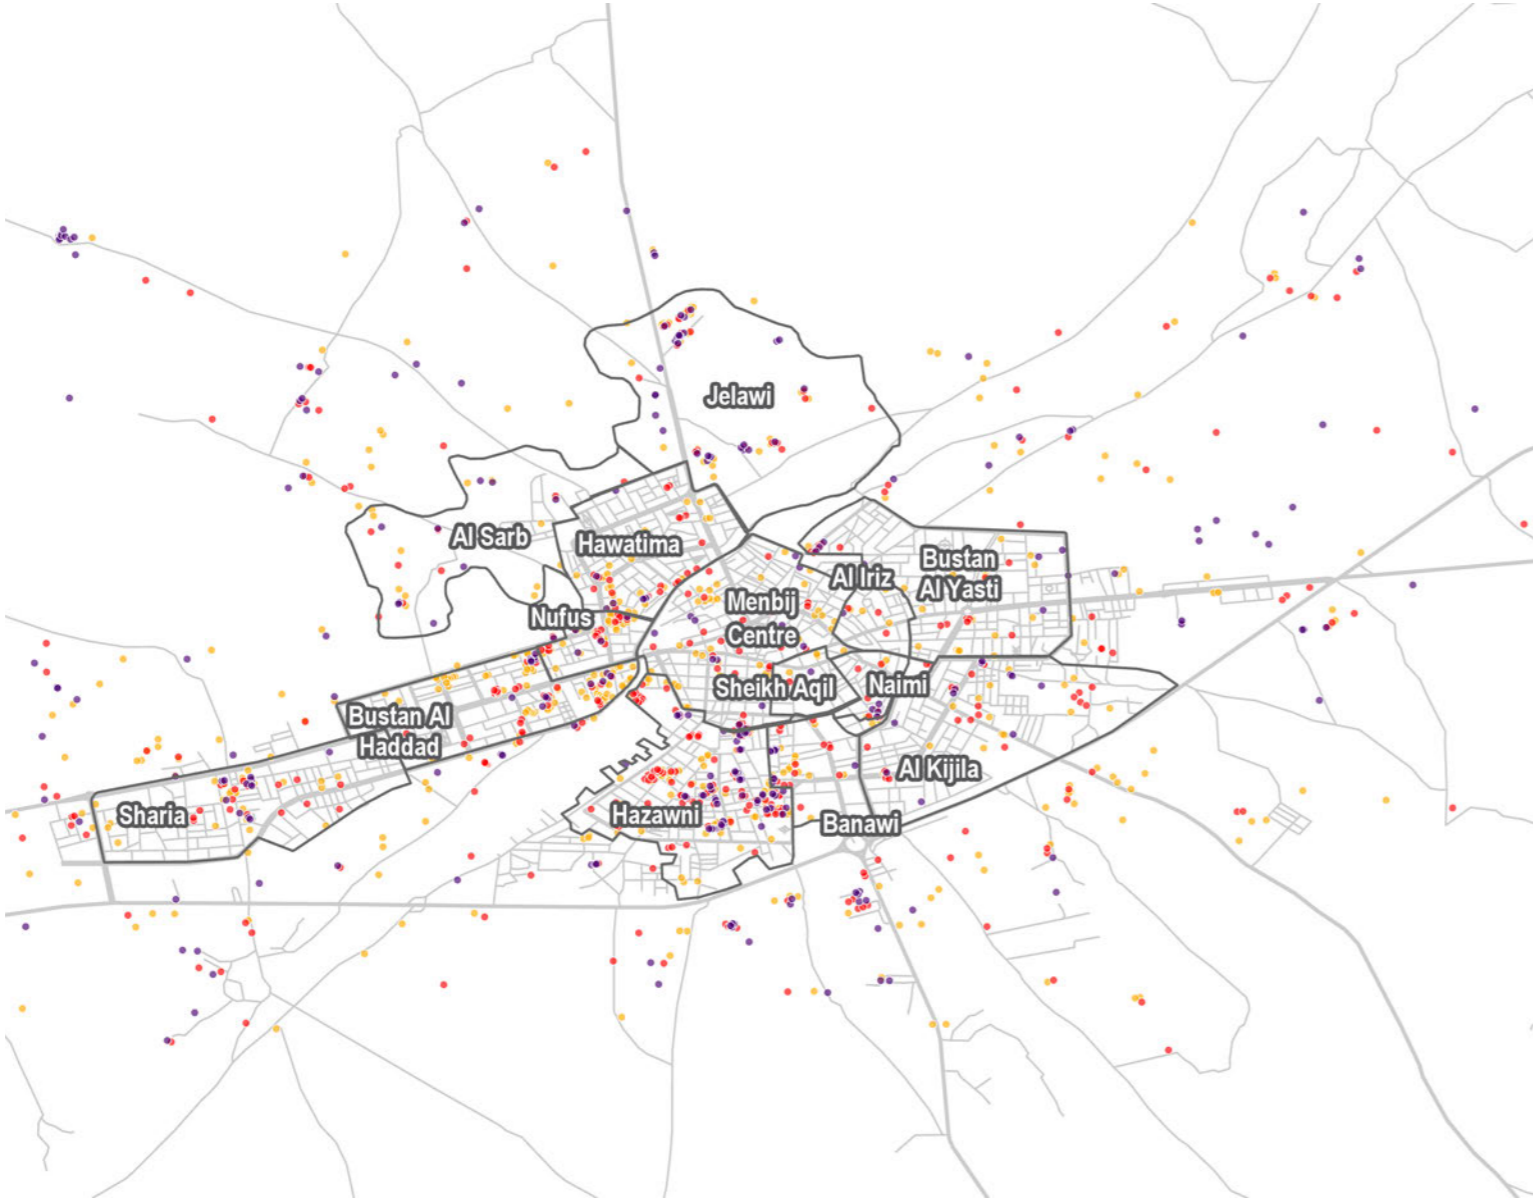 Jelawi
Al Sarb
Hawatima
Bustan
Al Yasti
Al Iriz
Nufus
Menbij
Centre
Sheikh Aqil
Naimi
Bustan Al
Haddad
Al Kijila
Sharia
Hazawni
Banawi